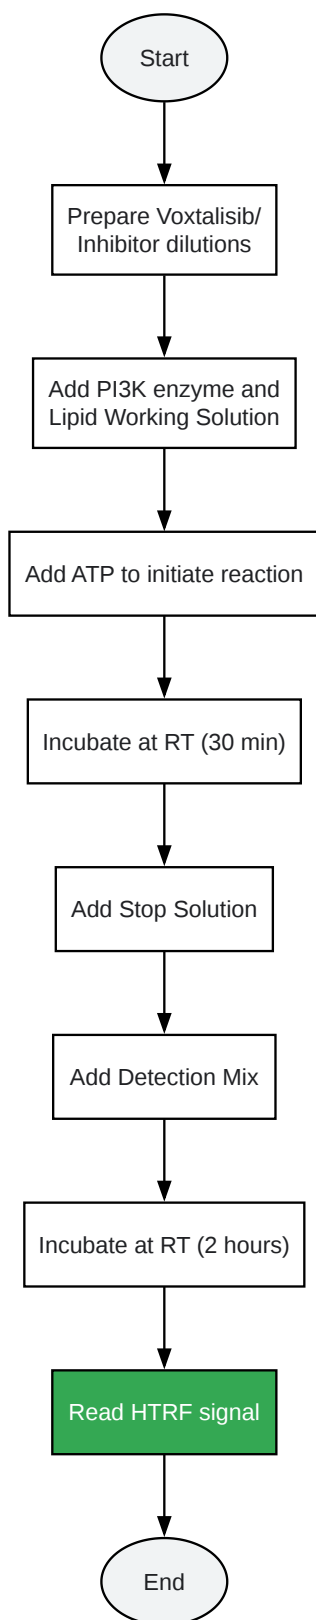 Start
Prepare Voxtalisib/
Inhibitor dilutions
Add PI3K enzyme and
Lipid Working Solution
Add ATP to initiate reaction
Incubate at RT (30 min)
Add Stop Solution
Add Detection Mix
Incubate at RT (2 hours)
Read HTRF signal
End